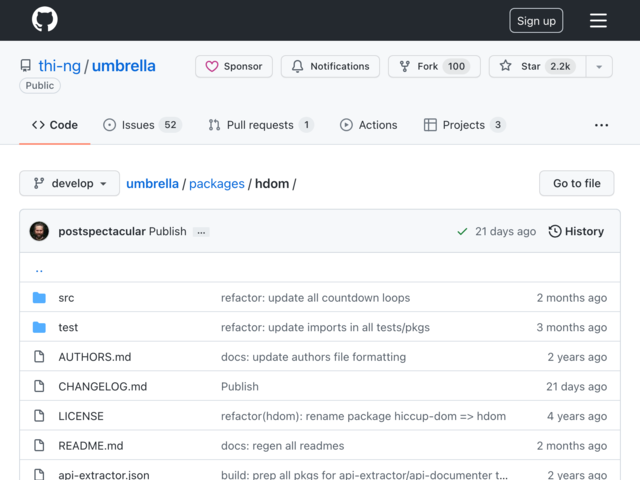 Sign up
thi-ng / umbrella
Public
Sponsor
Notifications
Fork 100
Star 2.2k
Code
Issues 52
Pull requests 1
Actions
Projects 3
develop
umbrella / packages / hdom /
Go to file
postspectacular Publish ...
21 days ago
History
..
src refactor: update all countdown loops 2 months ago
test refactor: update imports in all tests/pkgs 3 months ago
AUTHORS.md docs: update authors file formatting 2 years ago
CHANGELOG.md Publish 21 days ago
LICENSE refactor(hdom): rename package hiccup-dom => hdom 4 years ago
README.md docs: regen all readmes 2 months ago
api-extractor.json build: prep all pkgs for api-extractor/api-documenter t... 2 years ago